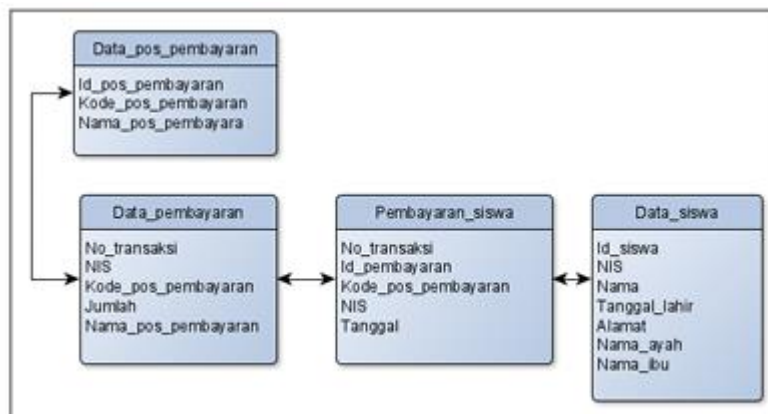 Data_pos_pembayaran
Id_pos_pembayaran
Kode_pos_pembayaran
Nama_pos_pembayara
Data_pembayaran
No_transaksi
NIS
Kode_pos_pembayaran
Jumlah
Nama_pos_pembayaran
Pembayaran_siswa
No_transaksi
Id_pembayaran
Kode_pos_pembayaran
NIS
Tanggal
Data_siswa
Id_siswa
NIS
Nama
Tanggal_lahir
Alamat
Nama_ayah
Nama_ibu